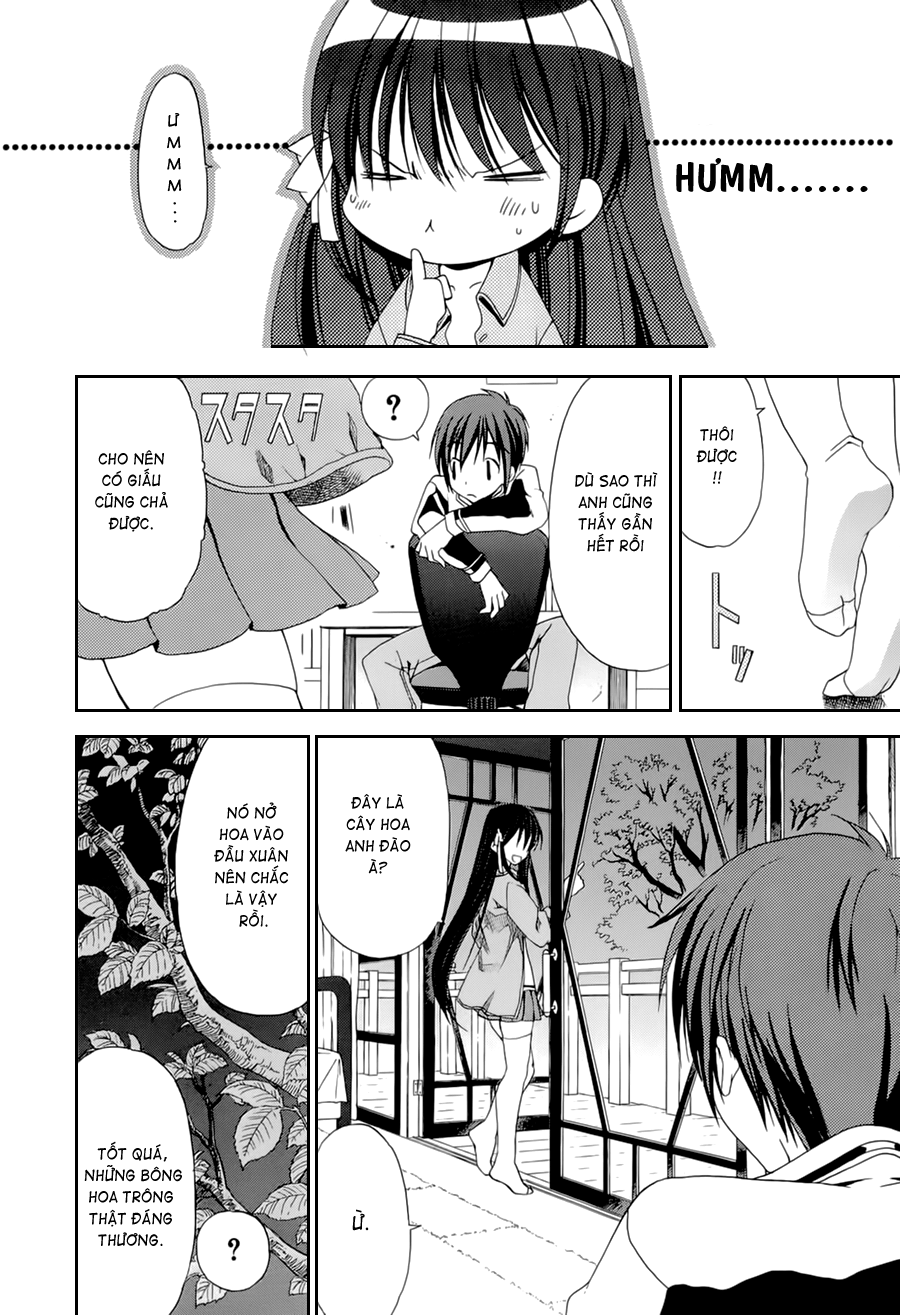 HƯMM.......
Ư
M
M
M
...
THÔI
ĐƯỢC
!!
トッ
DÙ SAO THÌ
ANH CŨNG
THẤY GẦN
HẾT RỒI
?
スタスタ
CHO NÊN
CÓ GIẤU
CŨNG CHẢ
ĐƯỢC.
ĐÂY LÀ
CÂY HOA
ANH ĐÀO
À?
Ừ.
NÓ NỞ
HOA VÀO
ĐẦU XUÂN
NÊN CHẮC
LÀ VẬY
RỒI.
TỐT QUÁ,
NHỮNG BÔNG
HOA TRÔNG
THẬT ĐÁNG
THƯƠNG.
?